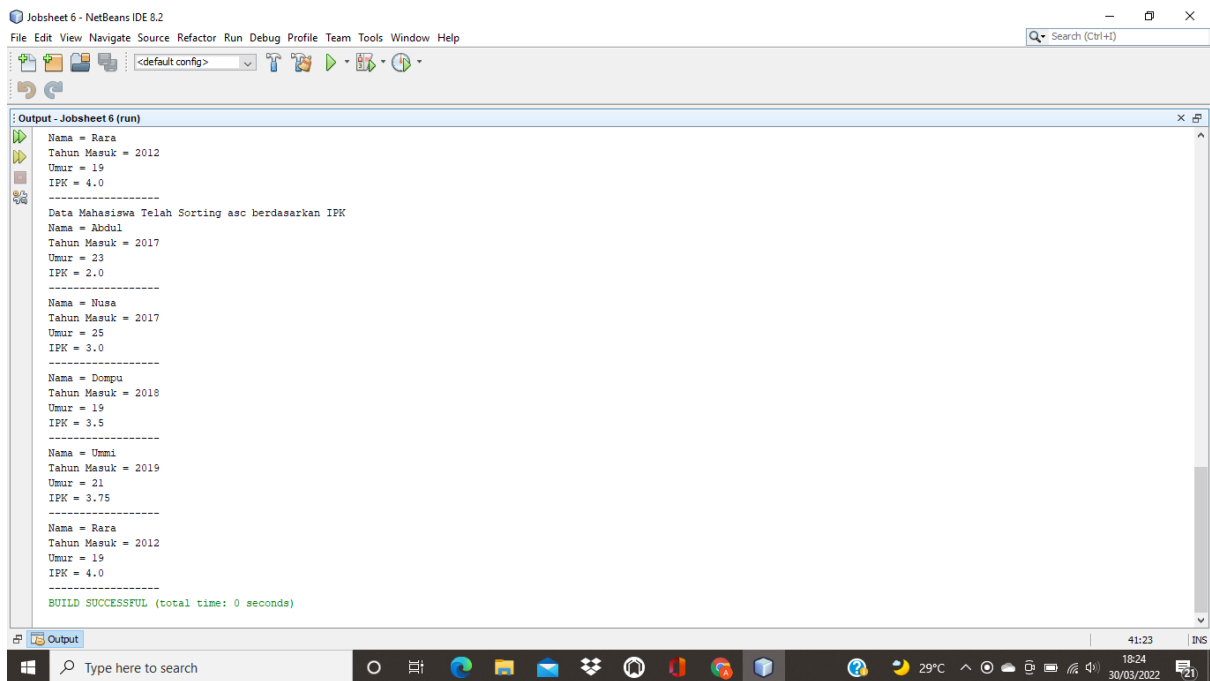 Jobsheet 6 - NetBeans IDE 8.2
File Edit View Navigate Source Refactor Run Debug Profile Team Tools Window Help
Search (Ctrl+I)
<default config>
Output - Jobsheet 6 (run)
Nama = Rara
Tahun Masuk = 2012
Umur = 19
IPK = 4.0
------------------
Data Mahasiswa Telah Sorting asc berdasarkan IPK
Nama = Abdul
Tahun Masuk = 2017
Umur = 23
IPK = 2.0
------------------
Nama = Nusa
Tahun Masuk = 2017
Umur = 25
IPK = 3.0
------------------
Nama = Dompu
Tahun Masuk = 2018
Umur = 19
IPK = 3.5
------------------
Nama = Ummi
Tahun Masuk = 2019
Umur = 21
IPK = 3.75
------------------
Nama = Rara
Tahun Masuk = 2012
Umur = 19
IPK = 4.0
------------------
BUILD SUCCESSFUL (total time: 0 seconds)
Output
41:23
INS
Type here to search
29°C
18:24
30/03/2022
21